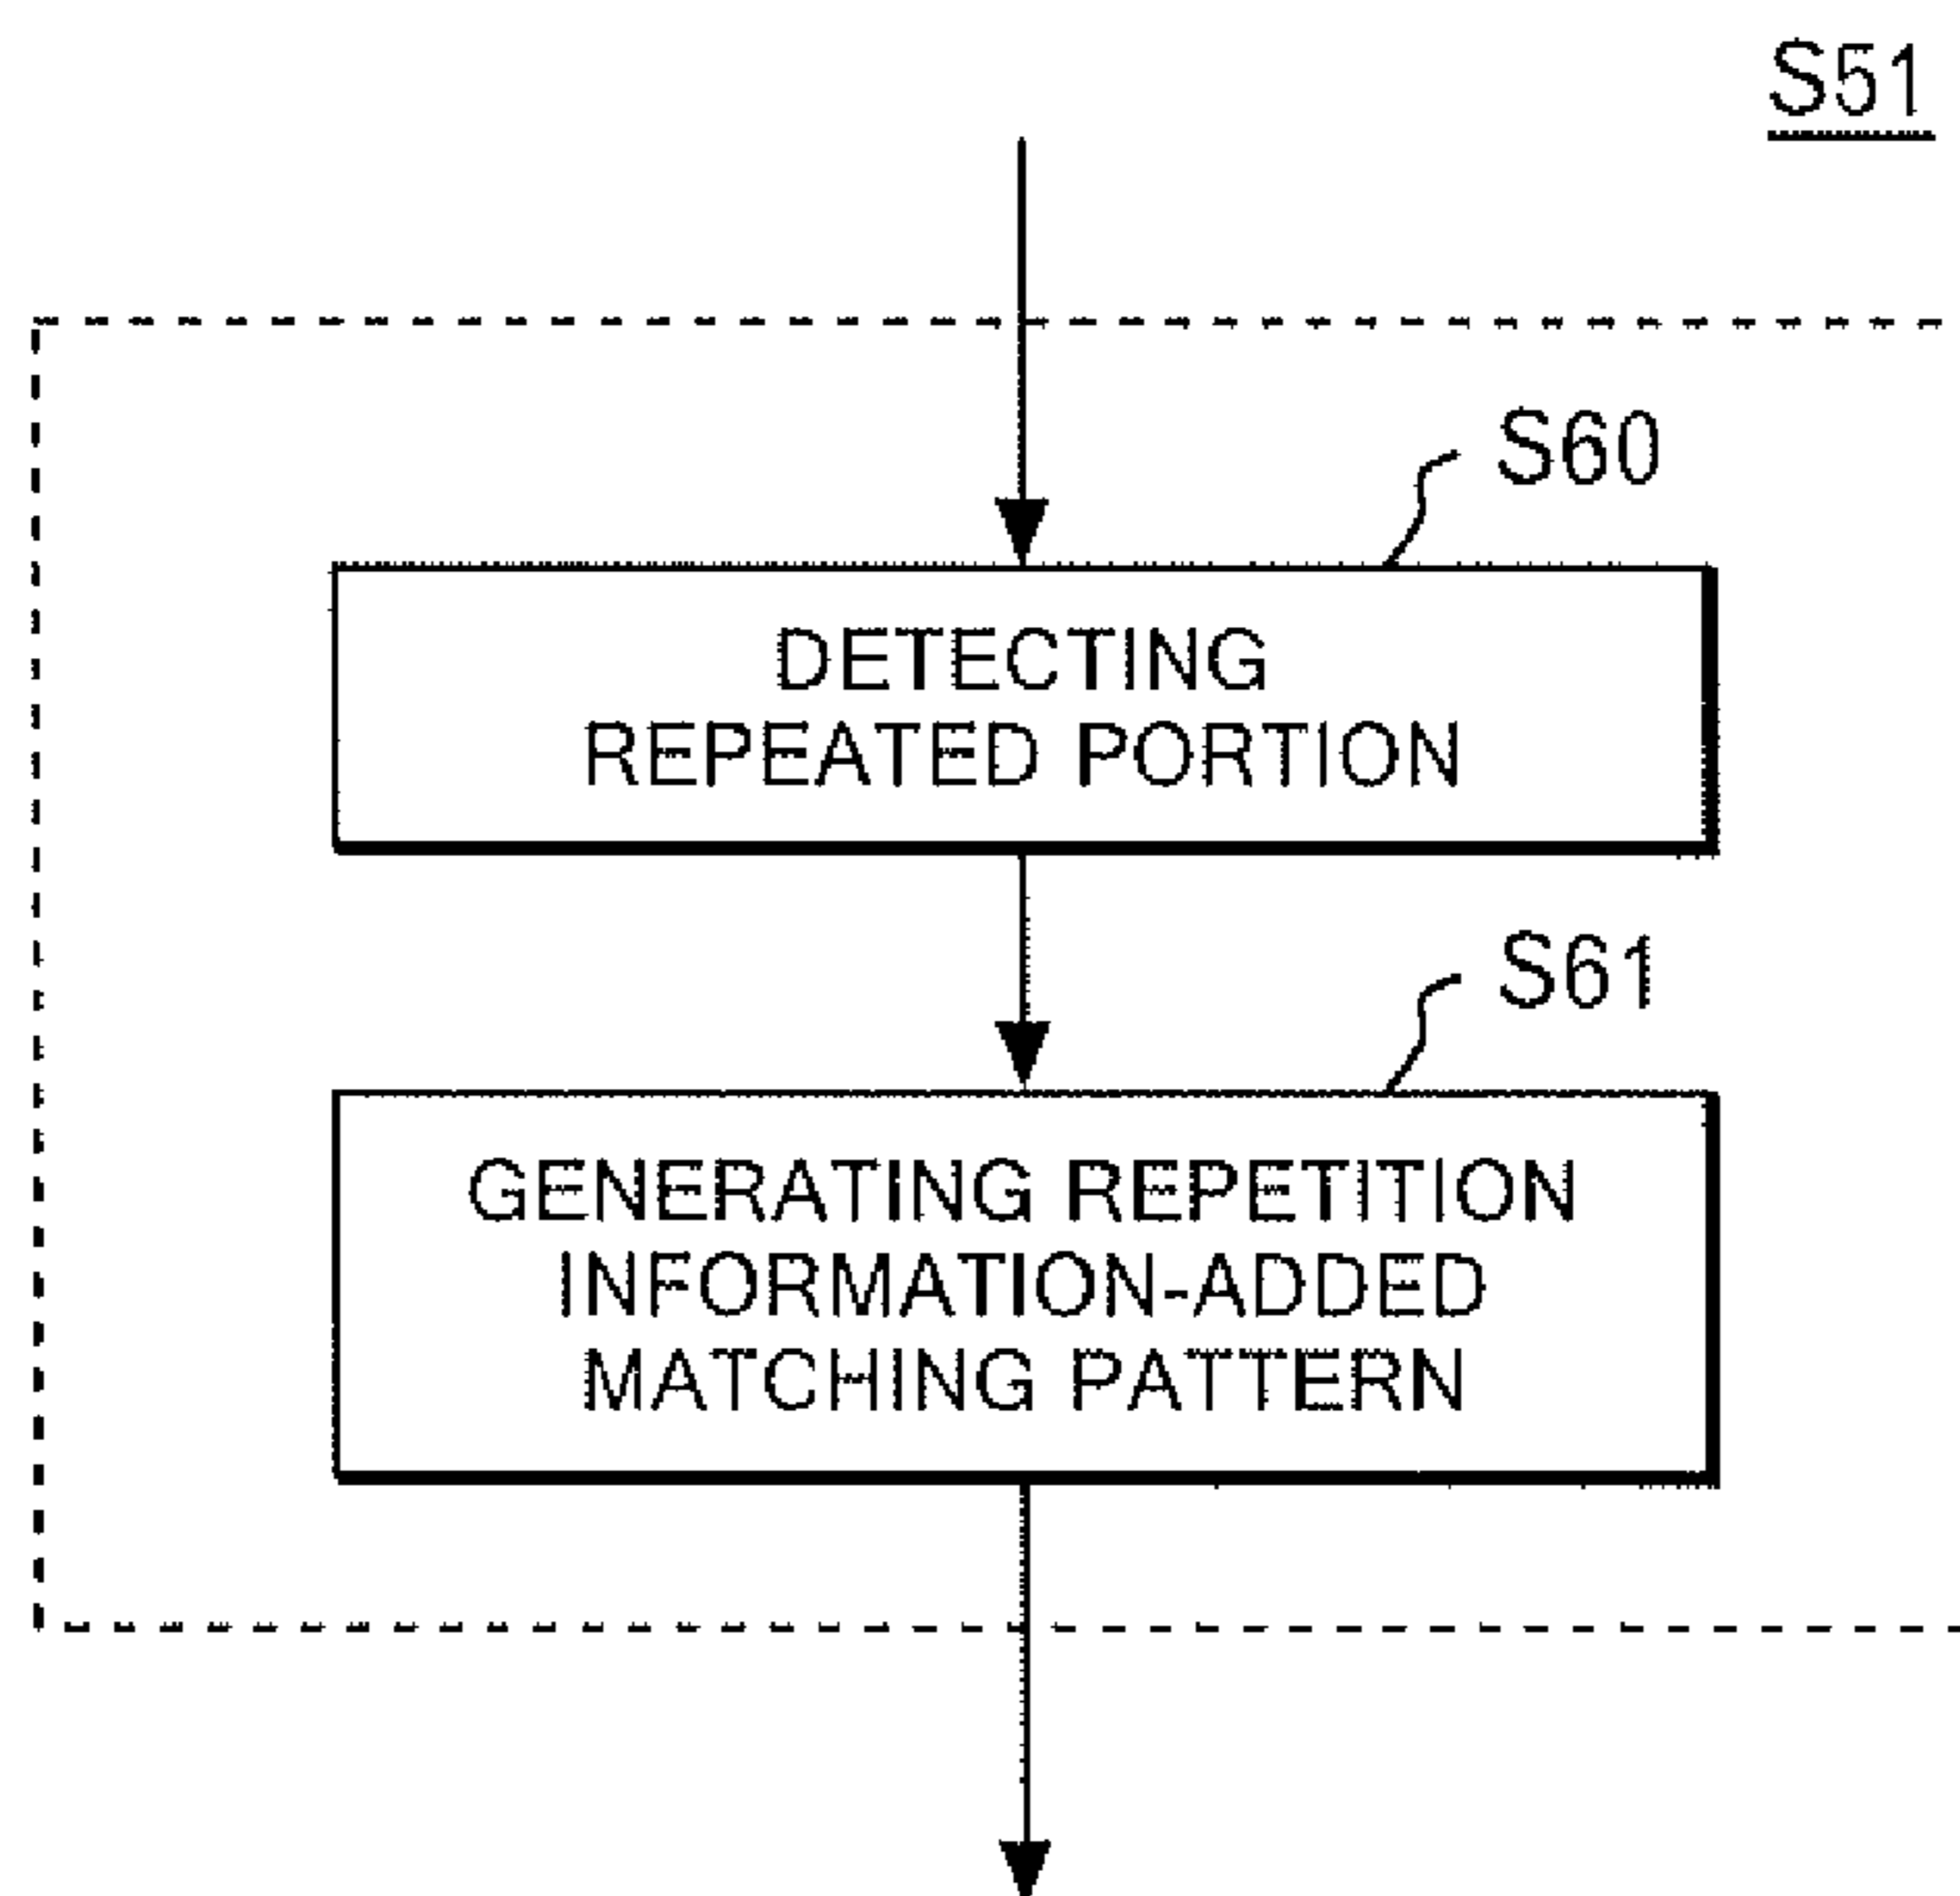 S51
S60
DETECTING
REPEATED PORTION
S61
GENERATING REPETITION
INFORMATION-ADDED
MATCHING PATTERN